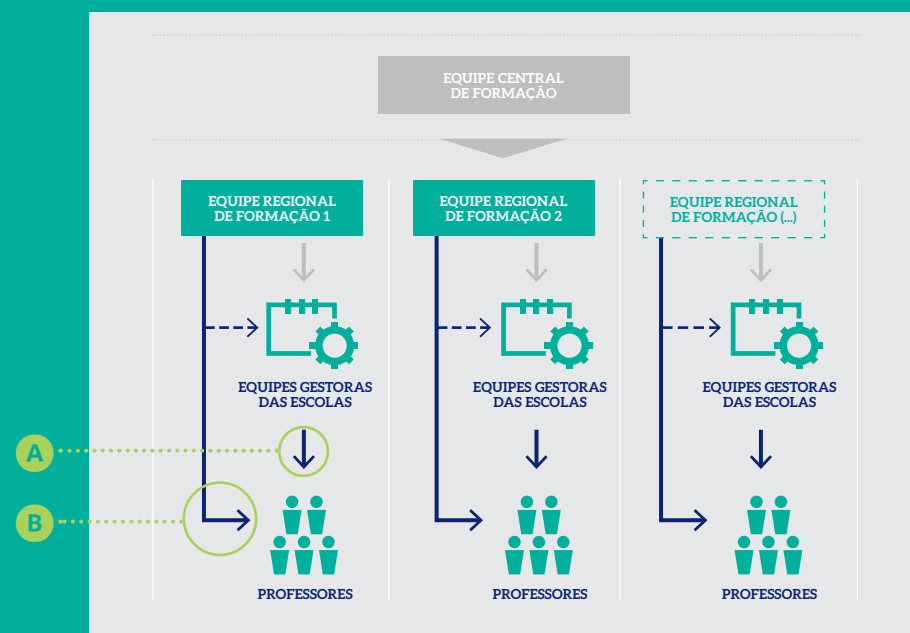 EQUIPE CENTRAL
DE FORMAÇÃO
EQUIPE REGIONAL
DE FORMAÇÃO 1
EQUIPE REGIONAL
DE FORMAÇÃO 2
EQUIPE REGIONAL
DE FORMAÇÃO (...)
EQUIPES GESTORAS
DAS ESCOLAS
EQUIPES GESTORAS
DAS ESCOLAS
EQUIPES GESTORAS
DAS ESCOLAS
A
B
PROFESSORES
PROFESSORES
PROFESSORES